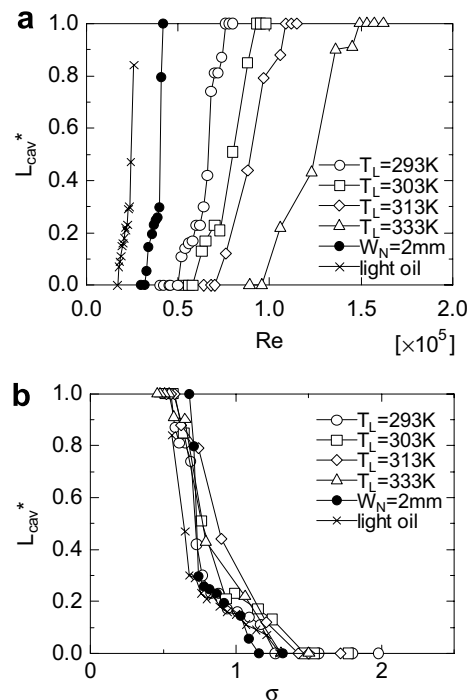 a
1.0
0.8
0.6
0.4
0.2
0.0
L_cav*
T_L=293K
T_L=303K
T_L=313K
T_L=333K
W_N=2mm
light oil
0.0 0.5 1.0 1.5 2.0
Re [×10^5]
b
1.0
0.8
0.6
0.4
0.2
0.0
L_cav*
T_L=293K
T_L=303K
T_L=313K
T_L=333K
W_N=2mm
light oil
0 1 2
σ